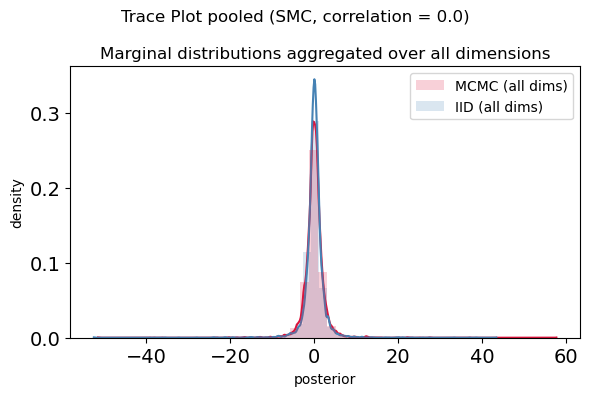 Trace Plot pooled (SMC, correlation = 0.0)
Marginal distributions aggregated over all dimensions
MCMC (all dims)
IID (all dims)
density
0.3
0.2
0.1
0.0
−40
−20
0
20
40
60
posterior